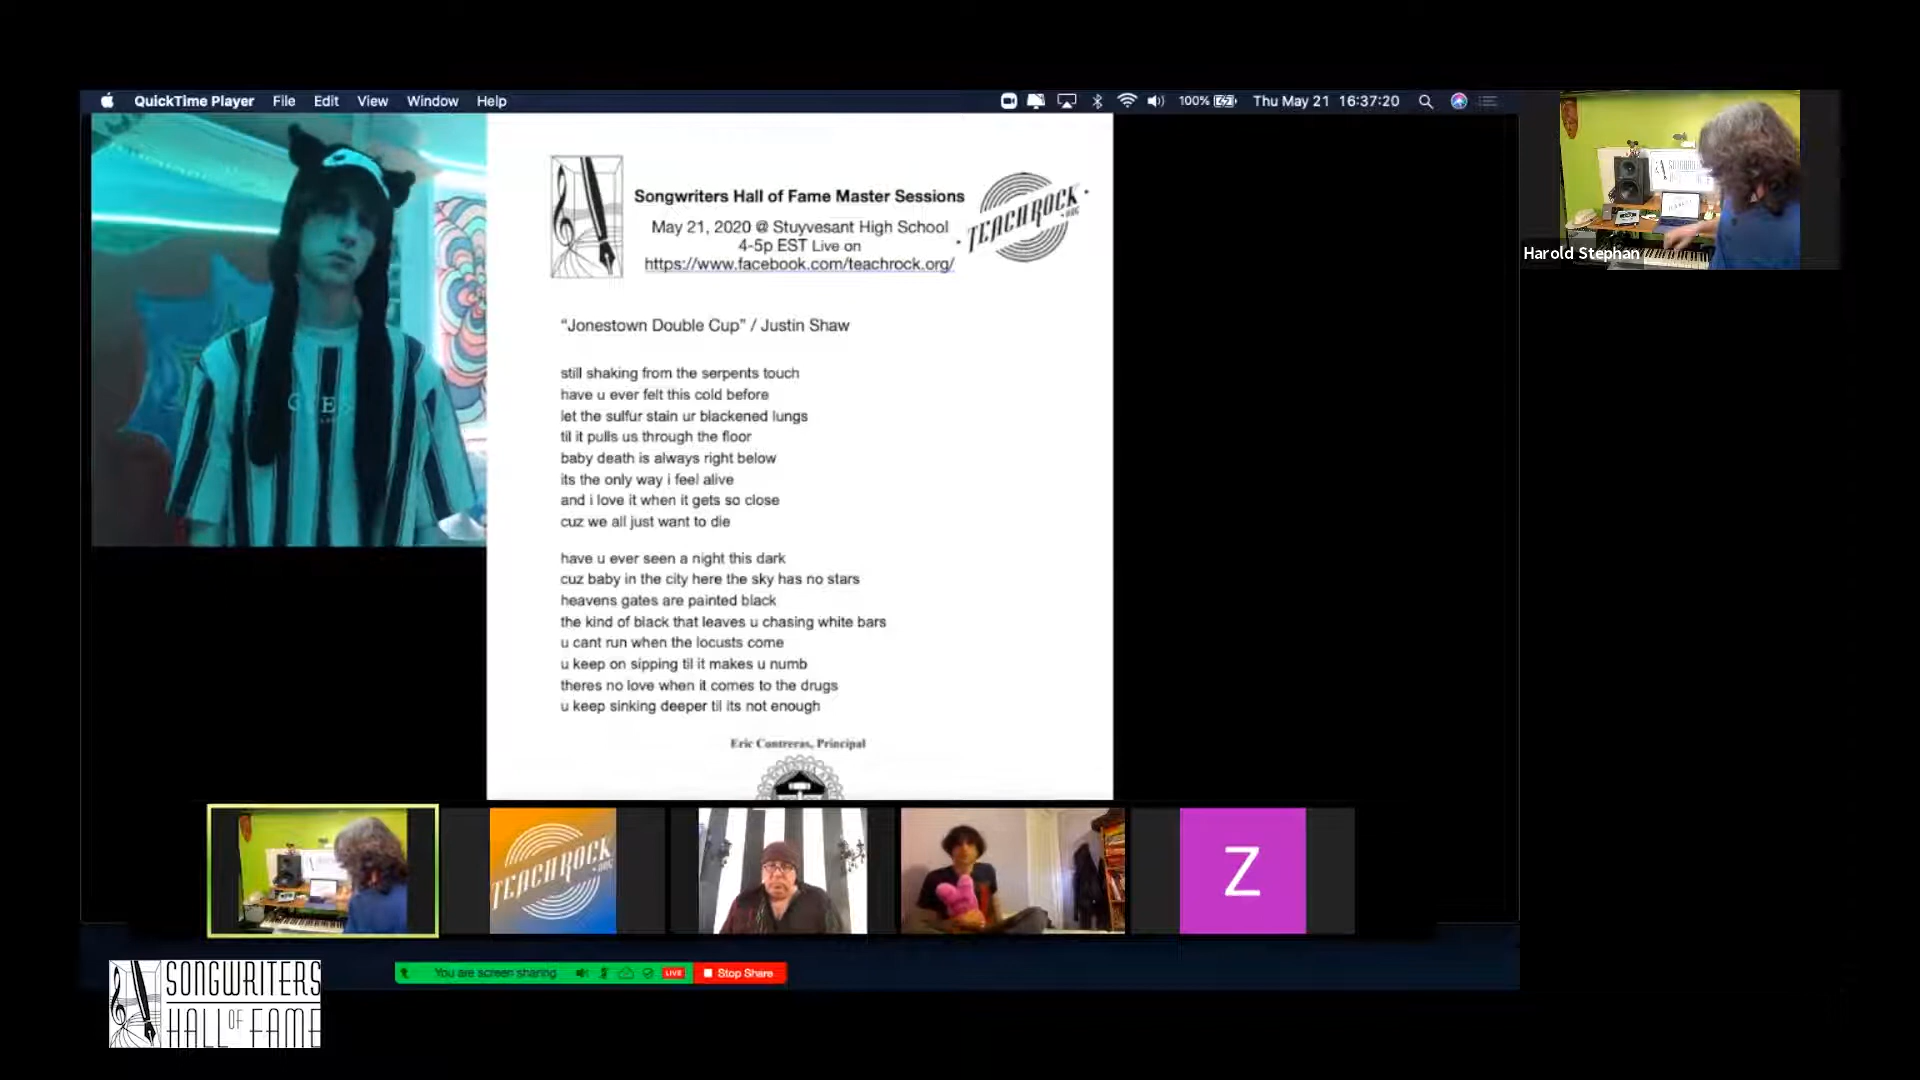 QuickTime Player File Edit View Window Help 100% Thu May 21 16:37:20
Songwriters Hall of Fame Master Sessions
May 21, 2020 @ Stuyvesant High School
4-5p EST Live on
https://www.facebook.com/teachrock.org/
TEACHROCK
.ORG
"Jonestown Double Cup" / Justin Shaw
still shaking from the serpents touch
have u ever felt this cold before
let the sulfur stain ur blackened lungs
til it pulls us through the floor
baby death is always right below
its the only way i feel alive
and i love it when it gets so close
cuz we all just want to die
have u ever seen a night this dark
cuz baby in the city here the sky has no stars
heavens gates are painted black
the kind of black that leaves u chasing white bars
u cant run when the locusts come
u keep on sipping til it makes u numb
theres no love when it comes to the drugs
u keep sinking deeper til its not enough
Eric Contreras, Principal
Harold Stephan
TEACHROCK
.ORG
Z
You are screen sharing LIVE Stop Share
SONGWRITERS
HALL OF FAME